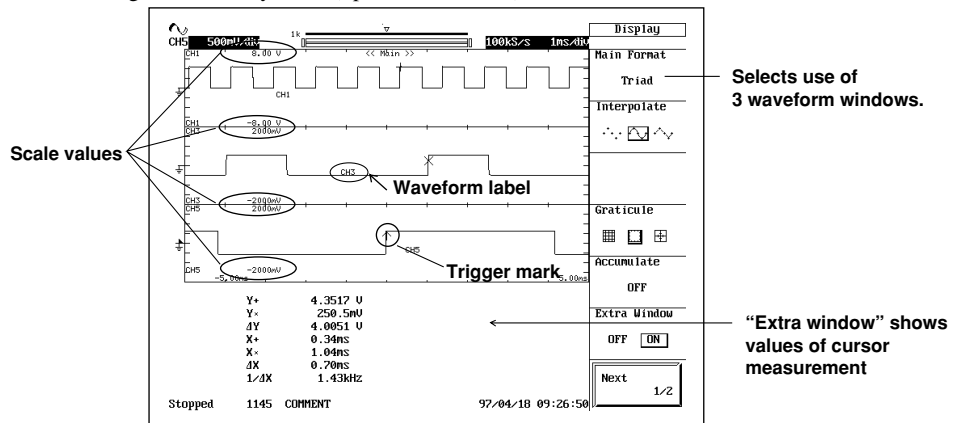 Display
CH5 500mV/div 1k 100kS/s 1ms/div
CH1 8.00 V << Main >>
CH1
CH1 -8.00 V
CH3 2000mV
CH3
CH3 -2000mV
CH5 2000mV
CH5
CH5 -2000mV
-5.00ms 5.00ms
Y+ 4.3517 V
Y× 250.5mV
ΔY 4.0051 V
X+ 0.34ms
X× 1.04ms
ΔX 0.70ms
1/ΔX 1.43kHz
Stopped 1145 COMMENT 97/04/18 09:26:50
Main Format
Triad
Interpolate
Graticule
Accumulate
OFF
Extra Window
OFF ON
Next
1/2
Scale values
Waveform label
Trigger mark
Selects use of
3 waveform windows.
“Extra window” shows
values of cursor
measurement